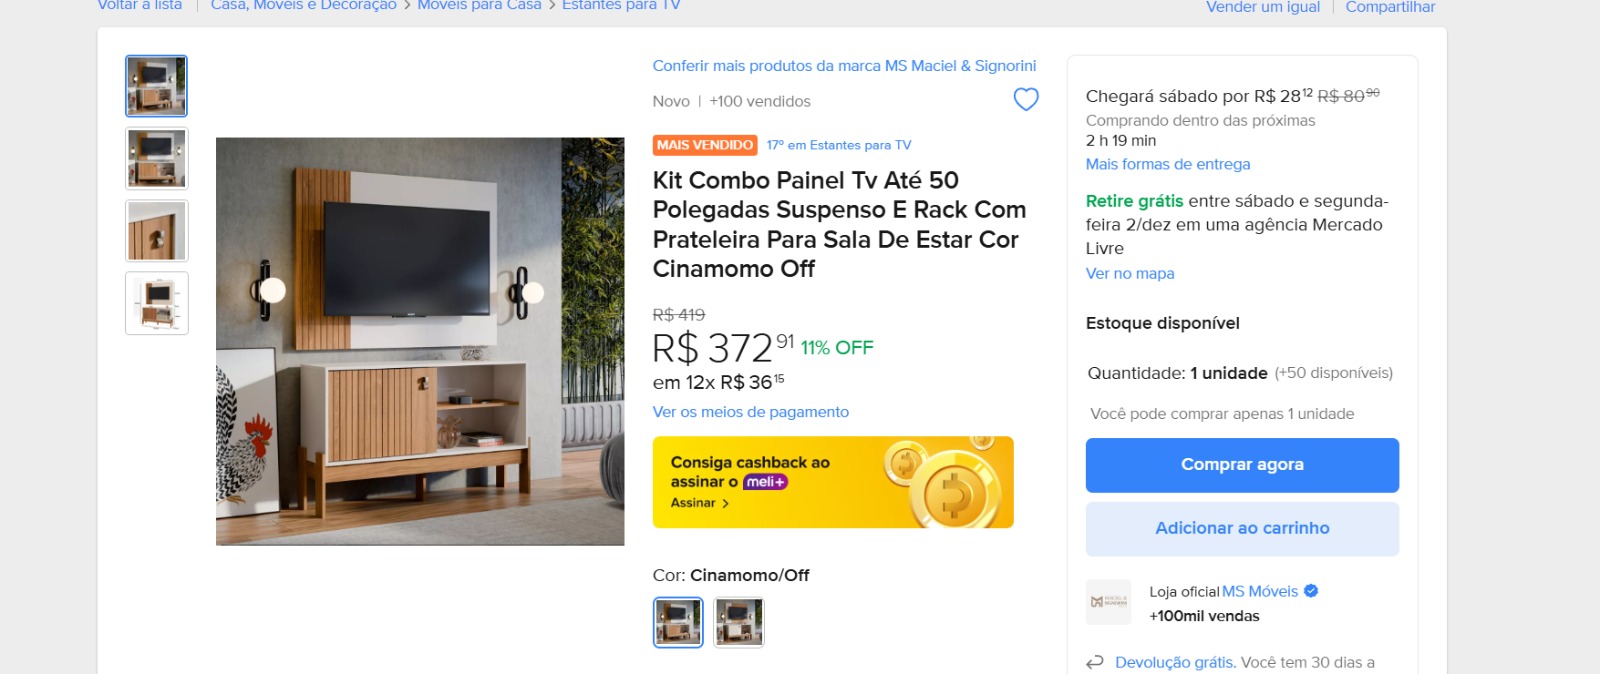 Voltar à lista | Casa, Móveis e Decoração > Móveis para Casa > Estantes para TV
Vender um igual | Compartilhar
Conferir mais produtos da marca MS Maciel & Signorini
Novo | +100 vendidos
MAIS VENDIDO 17º em Estantes para TV
Kit Combo Painel Tv Até 50
Polegadas Suspenso E Rack Com
Prateleira Para Sala De Estar Cor
Cinamomo Off
R$ 419
R$ 372 91 11% OFF
em 12x R$ 36 15
Ver os meios de pagamento
Consiga cashback ao
assinar o meli+
Assinar >
Cor: Cinamomo/Off
Chegará sábado por R$ 28 12 R$ 80 90
Comprando dentro das próximas
2 h 19 min
Mais formas de entrega
Retire grátis entre sábado e segunda-
feira 2/dez em uma agência Mercado
Livre
Ver no mapa
Estoque disponível
Quantidade: 1 unidade (+50 disponíveis)
Você pode comprar apenas 1 unidade
Comprar agora
Adicionar ao carrinho
Loja oficial MS Móveis
+100mil vendas
Devolução grátis. Você tem 30 dias a